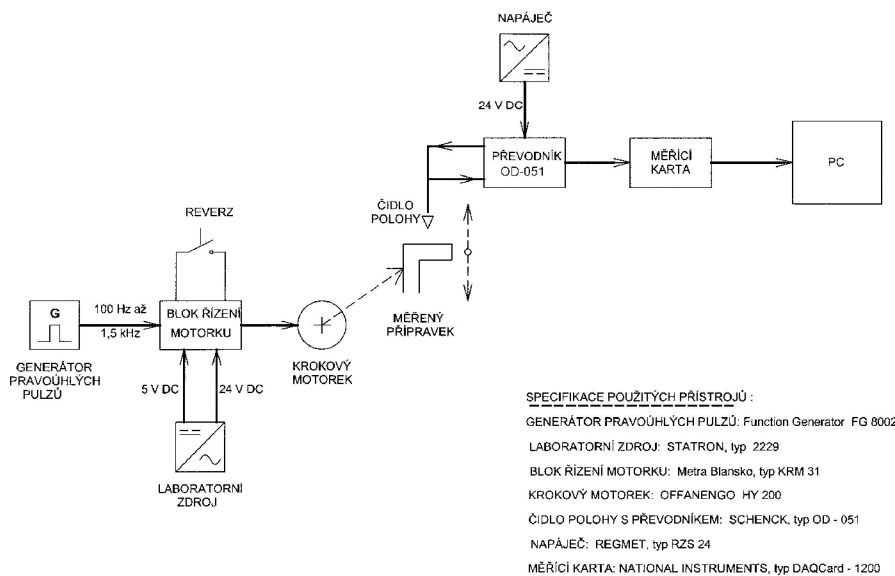 NAPÁJEČ
24 V DC
PŘEVODNÍK
OD-051
MĚŘÍCÍ
KARTA
PC
ČIDLO
POLOHY
REVERZ
G
100 Hz až
1,5 kHz
BLOK ŘÍZENÍ
MOTORKU
MĚŘENÝ
PŘÍPRAVEK
KROKOVÝ
MOTOREK
GENERÁTOR
PRAVOÚHLÝCH
PULZŮ
5 V DC
24 V DC
LABORATORNÍ
ZDROJ
SPECIFIKACE POUŽITÝCH PŘÍSTROJŮ :
GENERÁTOR PRAVOÚHLÝCH PULZŮ: Function Generator FG 8002
LABORATORNÍ ZDROJ: STATRON, typ 2229
BLOK ŘÍZENÍ MOTORKU: Metra Blansko, typ KRM 31
KROKOVÝ MOTOREK: OFFANENGO HY 200
ČIDLO POLOHY S PŘEVODNÍKEM: SCHENCK, typ OD - 051
NAPÁJEČ: REGMET, typ RZS 24
MĚŘÍCÍ KARTA: NATIONAL INSTRUMENTS, typ DAQCard - 1200